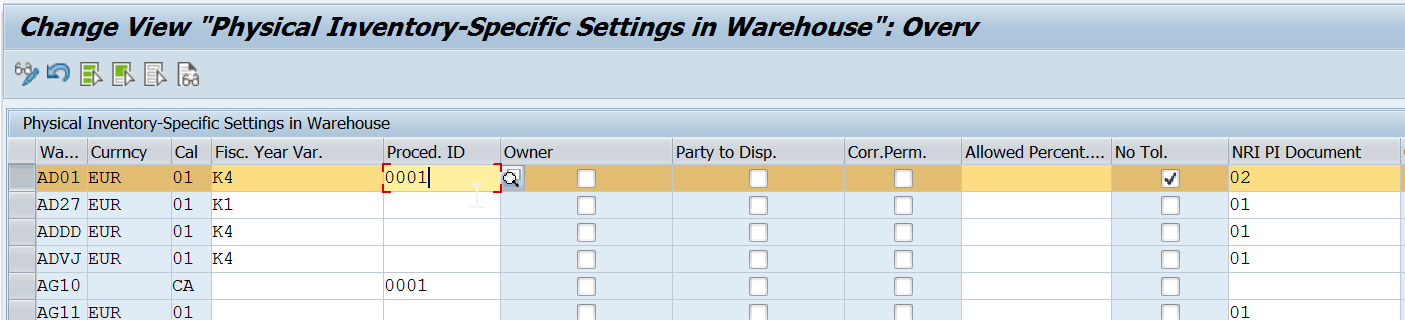 Change View "Physical Inventory-Specific Settings in Warehouse": Overv
Physical Inventory-Specific Settings in Warehouse
Wa... Currncy Cal Fisc. Year Var. Proced. ID Owner Party to Disp. Corr.Perm. Allowed Percent.... No Tol. NRI PI Document
AD01 EUR 01 K4 0001 02
AD27 EUR 01 K1 01
ADDD EUR 01 K4 01
ADVJ EUR 01 K4 01
AG10 CA 0001
AG11 EUR 01 01